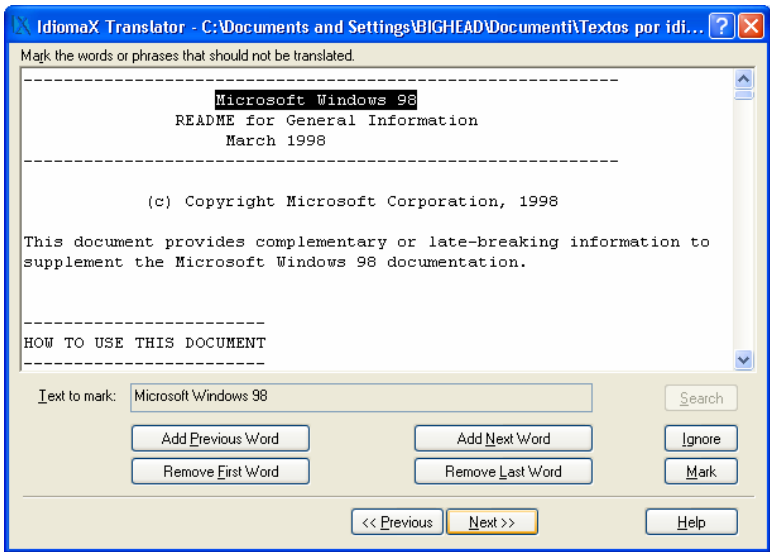 IdiomaX Translator - C:\Documents and Settings\BIGHEAD\Documenti\Textos por idi...
Mark the words or phrases that should not be translated.
-----------------------------------------------------------
Microsoft Windows 98
README for General Information
March 1998
-----------------------------------------------------------
(c) Copyright Microsoft Corporation, 1998
This document provides complementary or late-breaking information to
supplement the Microsoft Windows 98 documentation.
------------------------
HOW TO USE THIS DOCUMENT
------------------------
Text to mark: Microsoft Windows 98 Search
Add Previous Word Add Next Word Ignore
Remove First Word Remove Last Word Mark
<< Previous Next >> Help